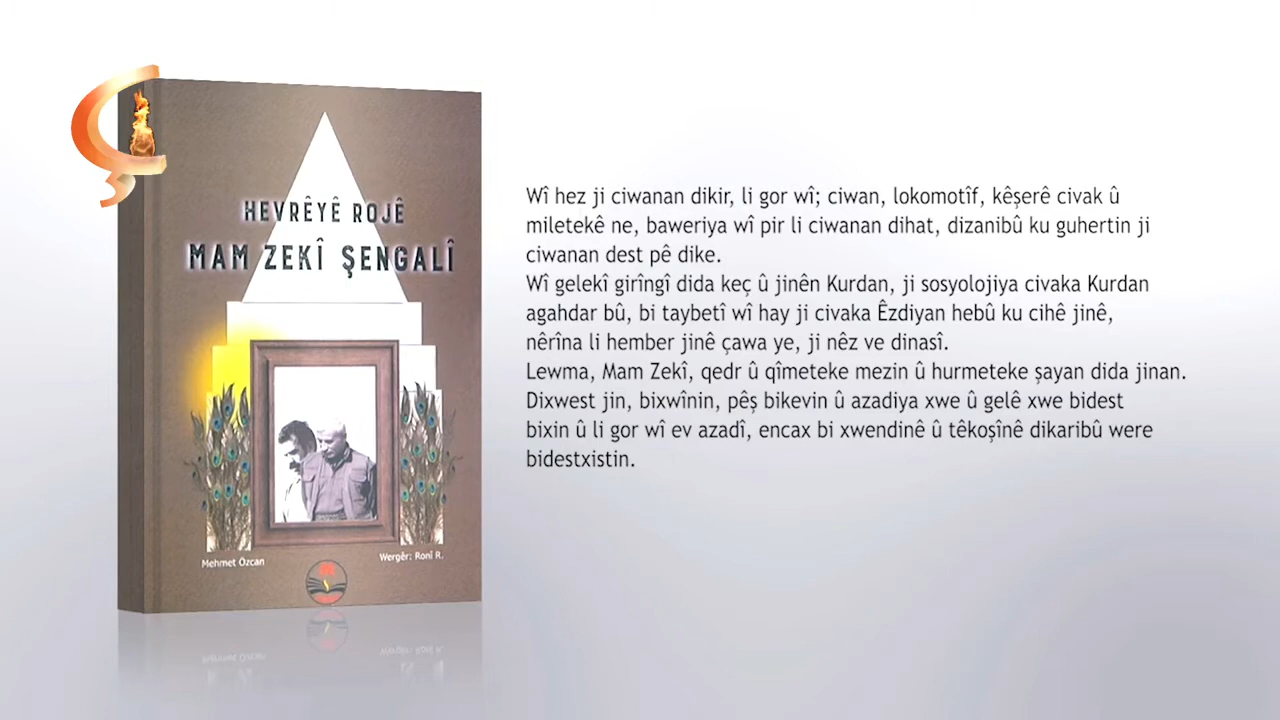 Ç
HEVRÊYÊ ROJÊ
MAM ZEKÎ ŞENGALÎ
Mehmet Özcan
Wergêr: Ronî R.
Wî hez ji ciwanan dikir, li gor wî; ciwan, lokomotîf, kêşerê civak û
miletekê ne, baweriya wî pir li ciwanan dihat, dizanibû ku guhertin ji
ciwanan dest pê dike.
Wî gelekî girîngî dida keç û jinên Kurdan, ji sosyolojiya civaka Kurdan
agahdar bû, bi taybetî wî hay ji civaka Êzdiyan hebû ku cihê jinê,
nêrîna li hember jinê çawa ye, ji nêz ve dinasî.
Lewma, Mam Zekî, qedr û qîmeteke mezin û hurmeteke şayan dida jinan.
Dixwest jin, bixwînin, pêş bikevin û azadiya xwe û gelê xwe bidest
bixin û li gor wî ev azadî, encax bi xwendinê û têkoşînê dikaribû were
bidestxistin.